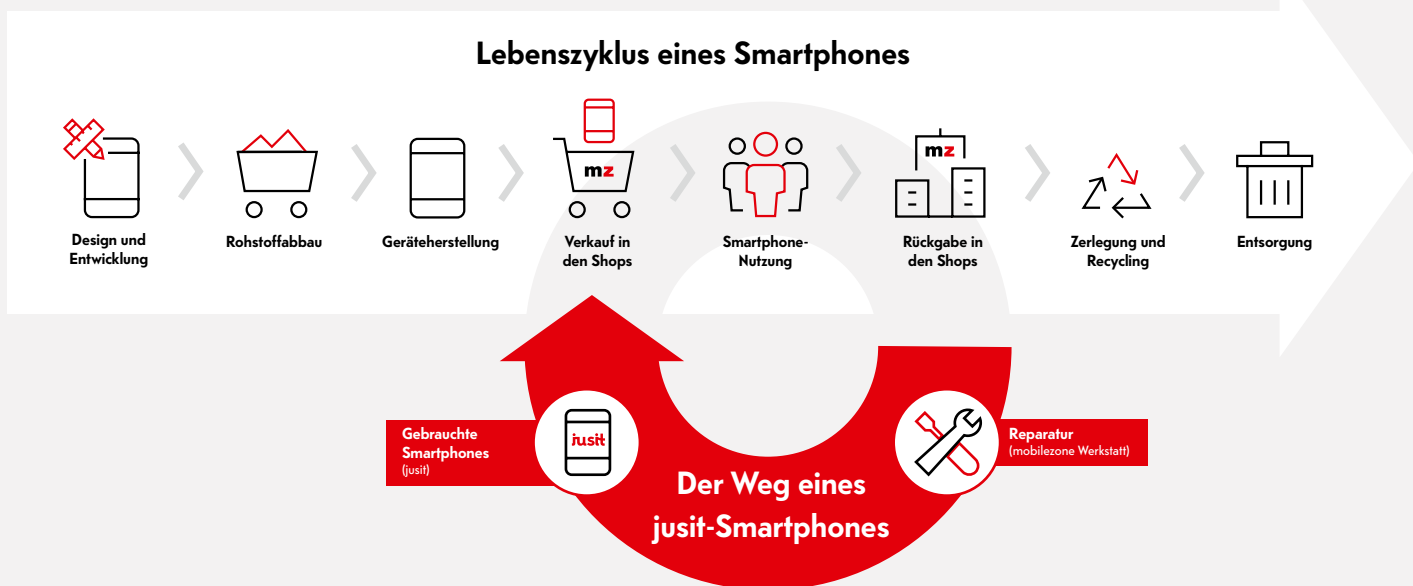 Lebenszyklus eines Smartphones
mz
mz
Design und
Entwicklung
Rohstoffabbau
Geräteherstellung
Verkauf in
den Shops
Smartphone-
Nutzung
Rückgabe in
den Shops
Zerlegung und
Recycling
Entsorgung
Gebrauchte
Smartphones
(jusit)
jusit
Reparatur
(mobilezone Werkstatt)
Der Weg eines
jusit-Smartphones